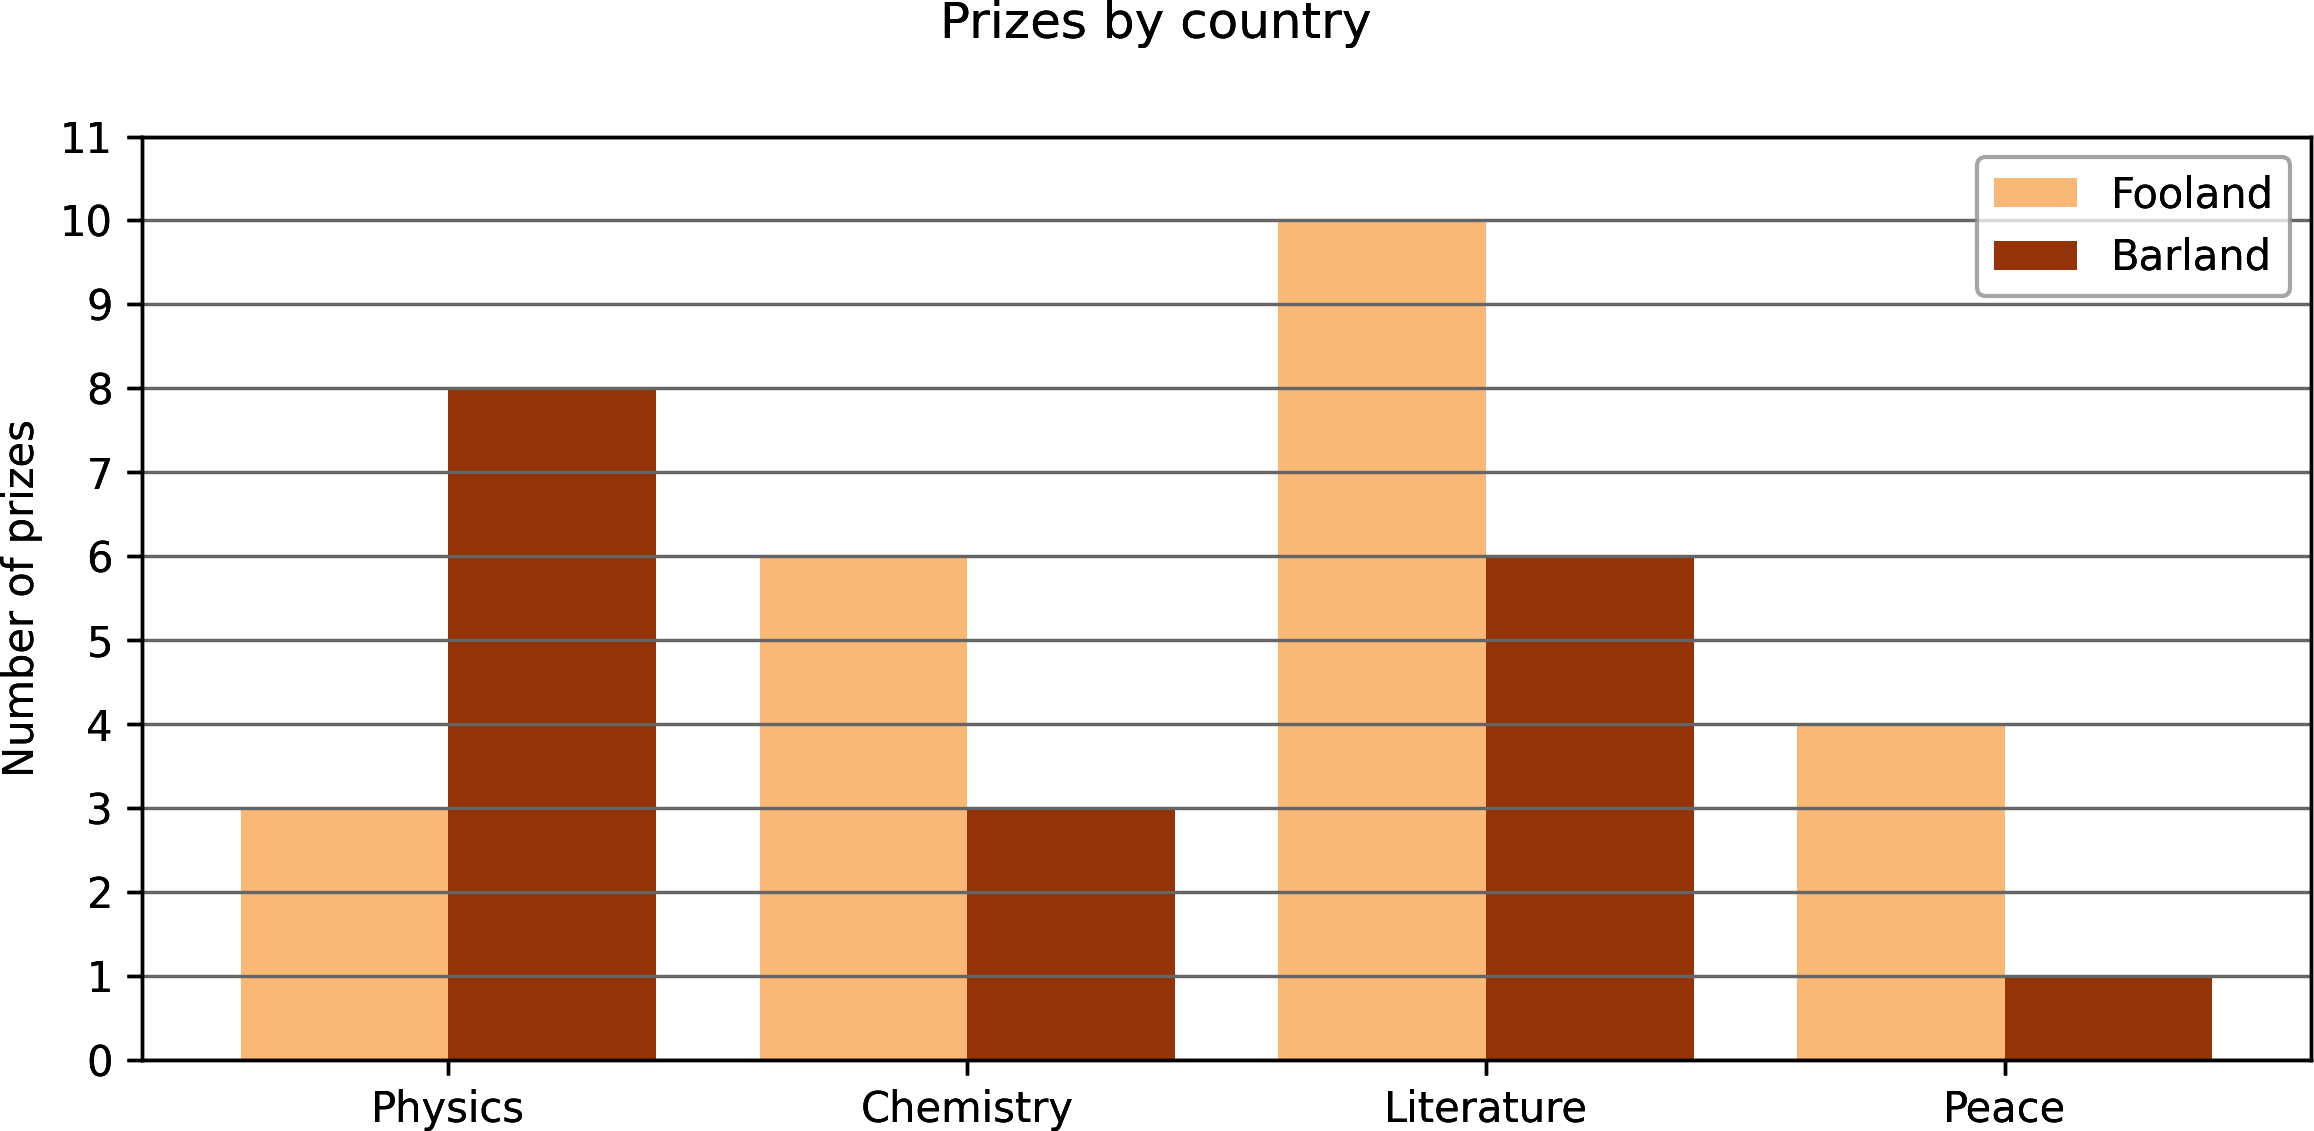 Prizes by country
11
10
9
8
7
6
5
4
3
2
1
0
Number of prizes
Fooland
Barland
Physics
Chemistry
Literature
Peace